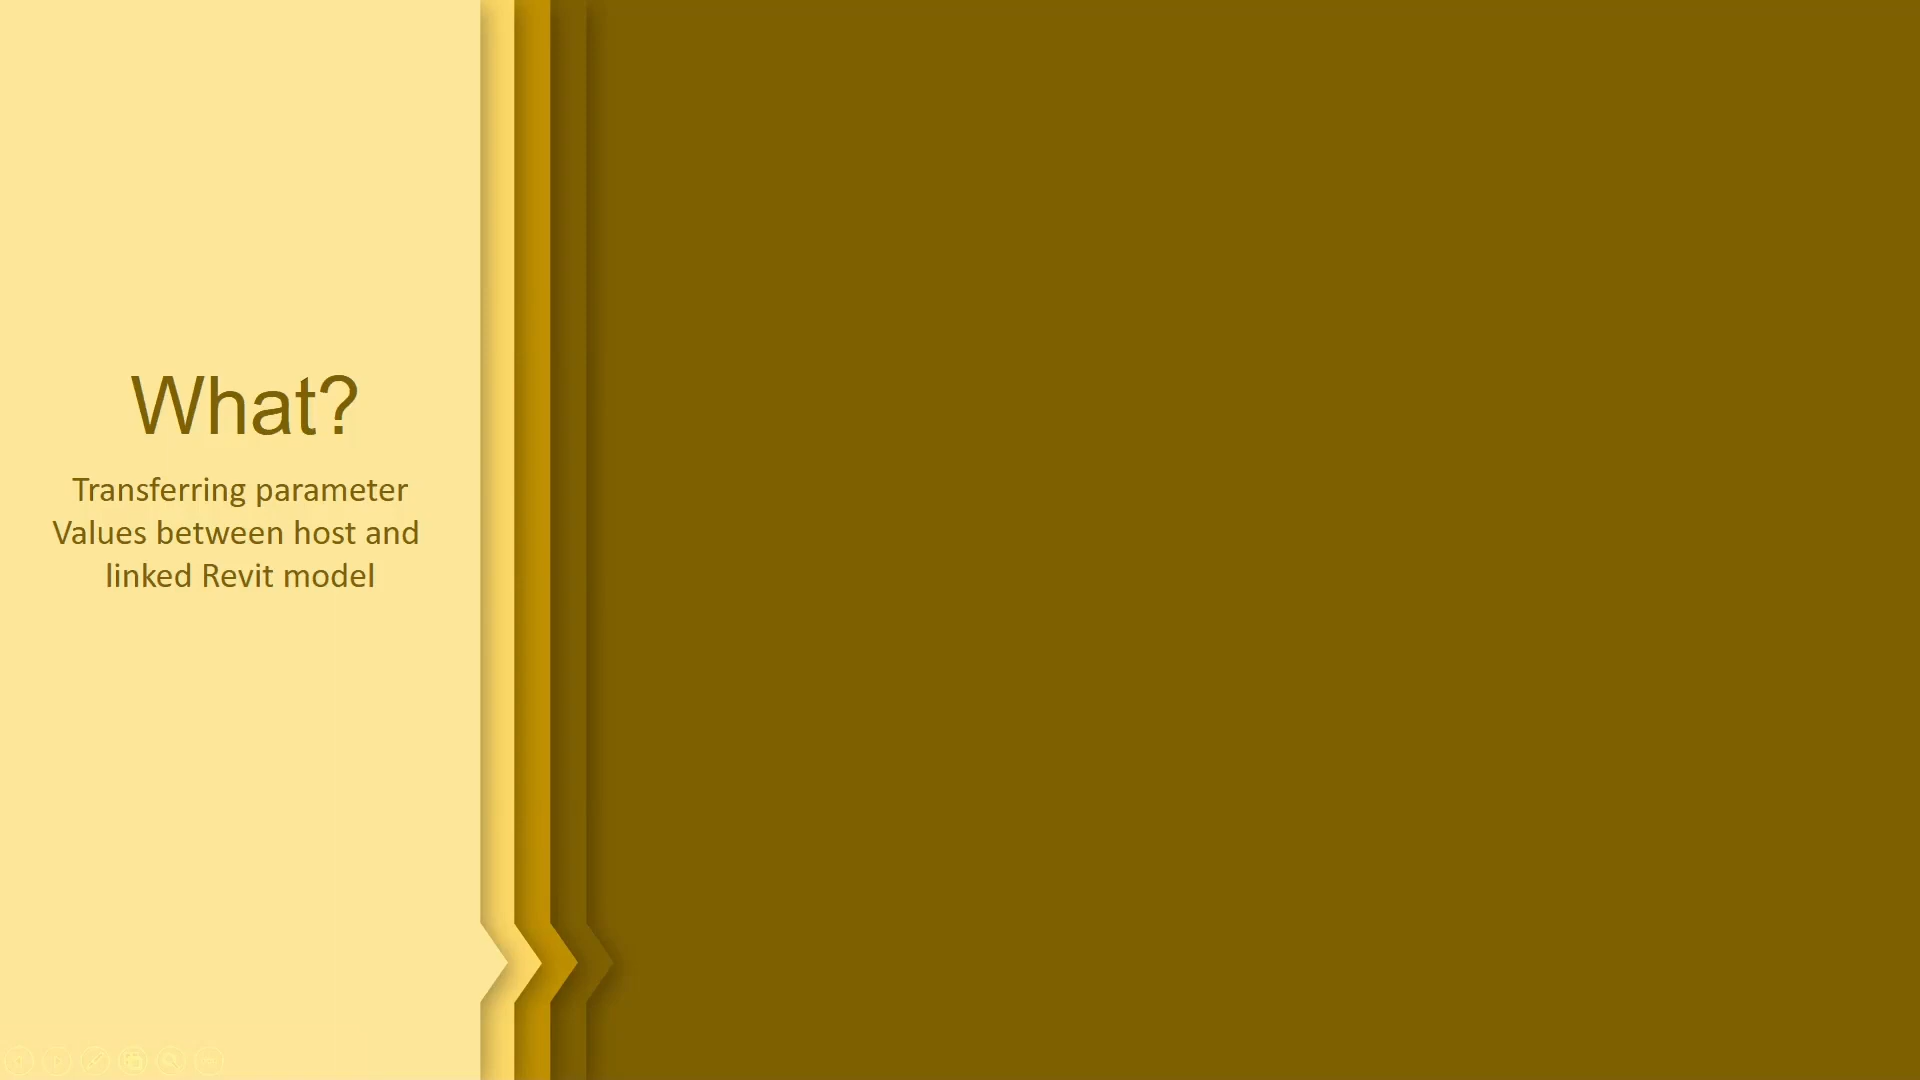 What?
Transferring parameter
Values between host and
linked Revit model